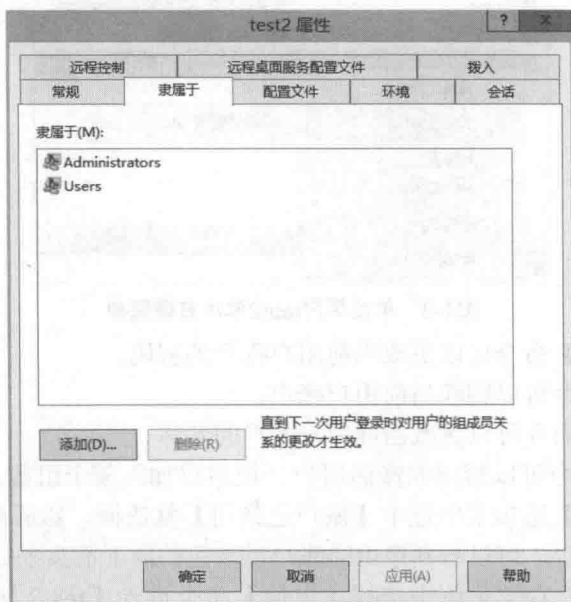 test2 属性
?
远程控制
远程桌面服务配置文件
拨入
常规
隶属于
配置文件
环境
会话
隶属于(M):
Administrators
Users
添加(D)...
删除(R)
直到下一次用户登录时对用户的组成员关
系的更改才生效。
确定
取消
应用(A)
帮助